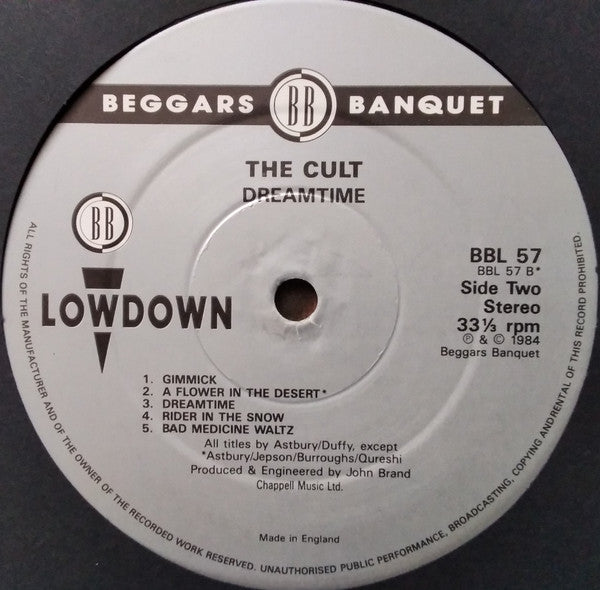 BEGGARS BB BANQUET
THE CULT
DREAMTIME
BB
LOWDOWN
BBL 57
BBL 57 B*
Side Two
Stereo
33⅓ rpm
Ⓟ & © 1984
Beggars Banquet
1. GIMMICK
2. A FLOWER IN THE DESERT*
3. DREAMTIME
4. RIDER IN THE SNOW
5. BAD MEDICINE WALTZ
All titles by Astbury/Duffy, except
*Astbury/Jepson/Burroughs/Qureshi
Produced & Engineered by John Brand
Chappell Music Ltd.
Made in England
ALL RIGHTS OF THE MANUFACTURER AND OF THE OWNER OF THE RECORDED WORK RESERVED. UNAUTHORISED PUBLIC PERFORMANCE, BROADCASTING, COPYING AND RENTAL OF THIS RECORD PROHIBITED.